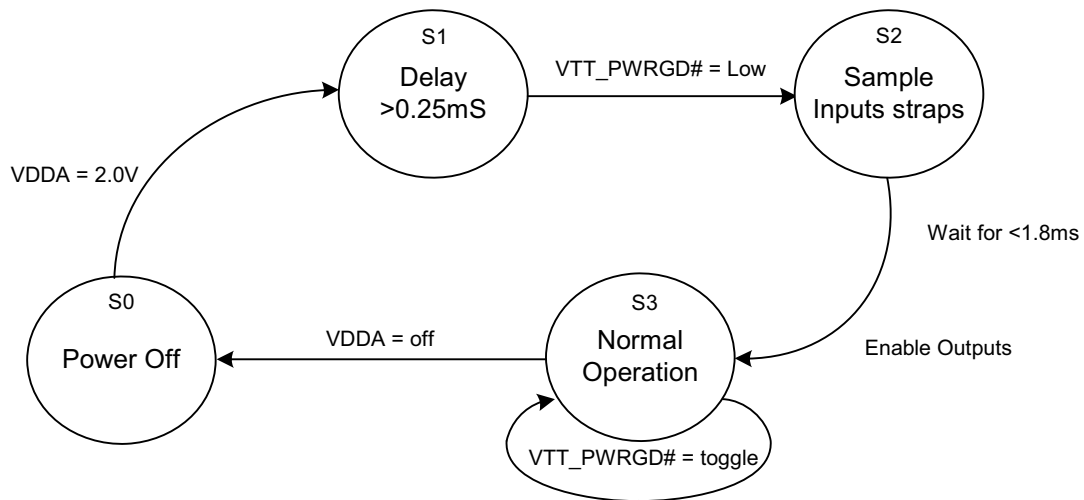 S1
Delay
>0.25mS
VTT_PWRGD# = Low
S2
Sample
Inputs straps
VDDA = 2.0V
Wait for <1.8ms
S0
Power Off
VDDA = off
S3
Normal
Operation
Enable Outputs
VTT_PWRGD# = toggle